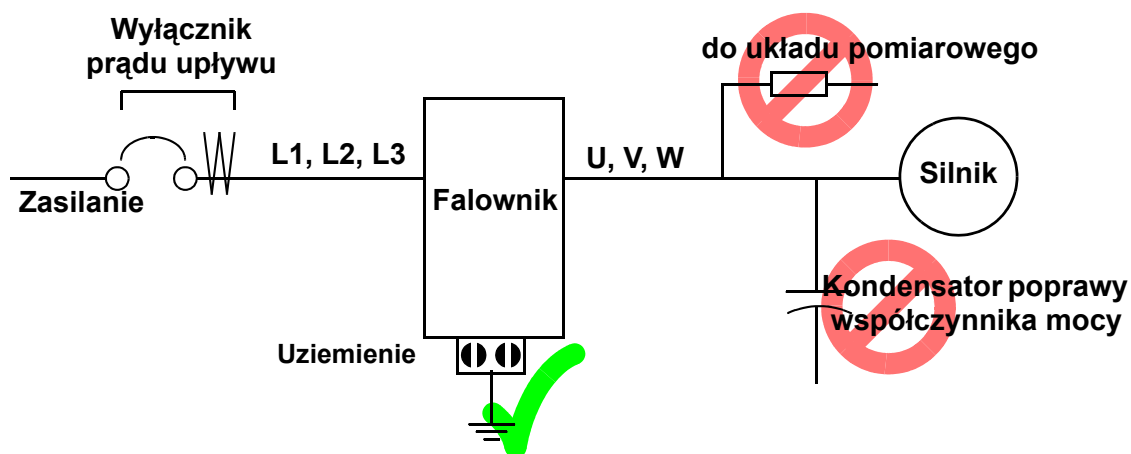 Wyłącznik
prądu upływu
do układu pomiarowego
L1, L2, L3
U, V, W
Silnik
Zasilanie
Falownik
Kondensator poprawy
współczynnika mocy
Uziemienie